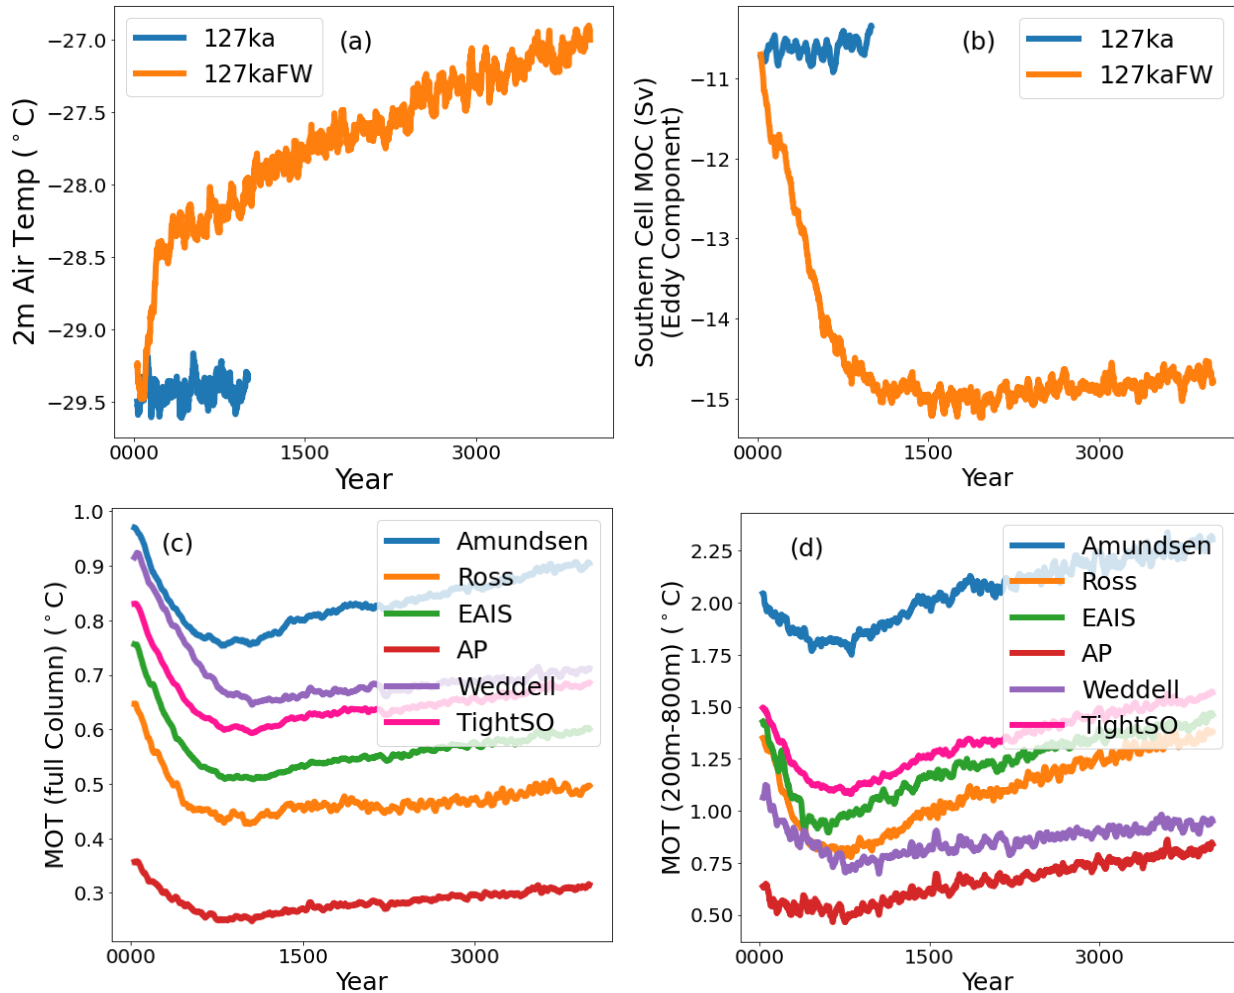 127ka
127kaFW
(a)
−27.0
−27.5
−28.0
−28.5
−29.0
−29.5
2m Air Temp (°C)
0000 1500 3000
Year
127ka
127kaFW
(b)
−11
−12
−13
−14
−15
Southern Cell MOC (Sv)
(Eddy Component)
0000 1500 3000
Year
(c)
Amundsen
Ross
EAIS
AP
Weddell
TightSO
1.0
0.9
0.8
0.7
0.6
0.5
0.4
0.3
MOT (full Column) (°C)
0000 1500 3000
Year
(d)
Amundsen
Ross
EAIS
AP
Weddell
TightSO
2.25
2.00
1.75
1.50
1.25
1.00
0.75
0.50
MOT (200m-800m) (°C)
0000 1500 3000
Year